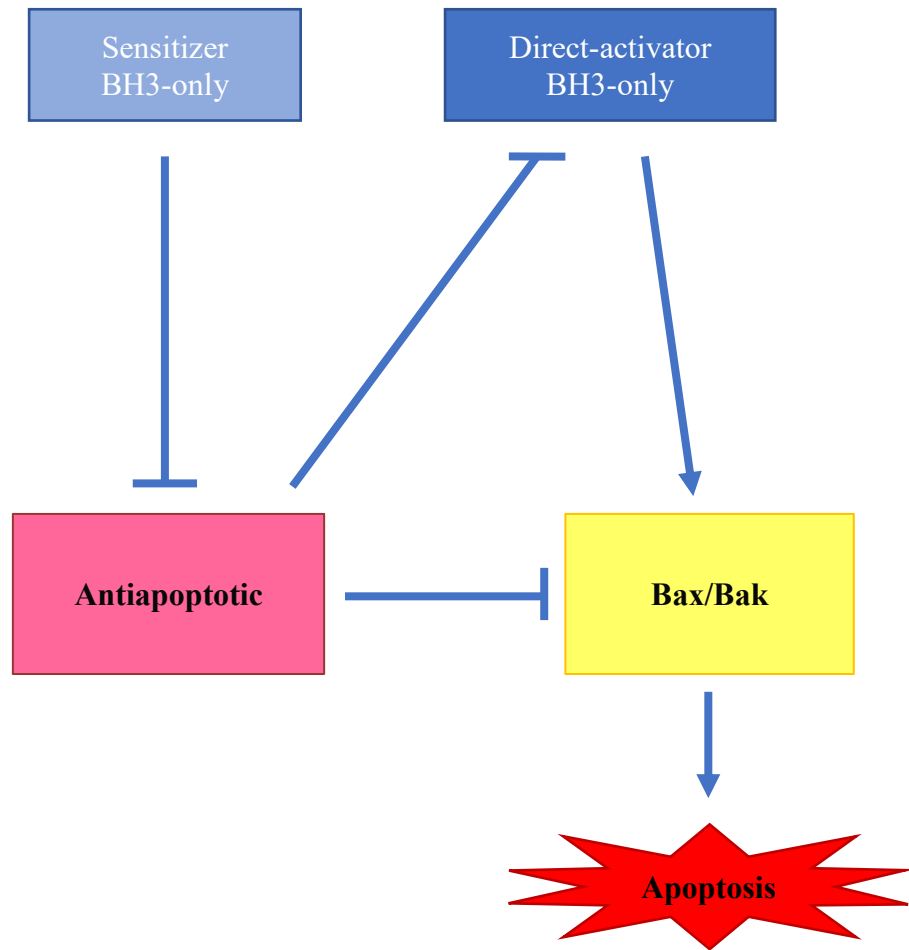 Sensitizer
BH3-only
Direct-activator
BH3-only
Antiapoptotic
Bax/Bak
Apoptosis